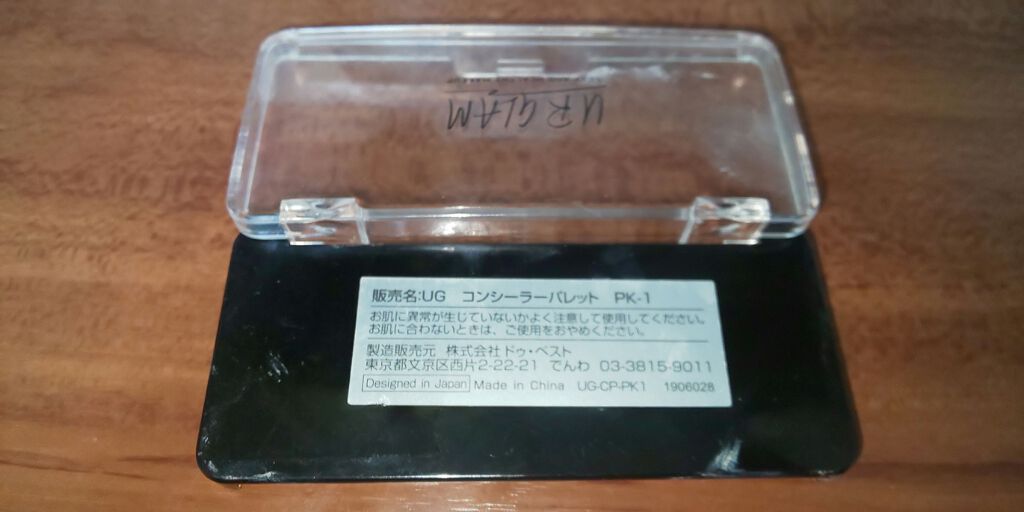 UR GLAM
販売名:UG コンシーラーパレット PK-1
お肌に異常が生じていないかよく注意して使用してください。
お肌に合わないときは、ご使用をおやめください。
製造販売元 株式会社ドゥ・ベスト
東京都文京区西片2-22-21 でんわ 03-3815-9011
Designed in Japan Made in China UG-CP-PK1 1906028